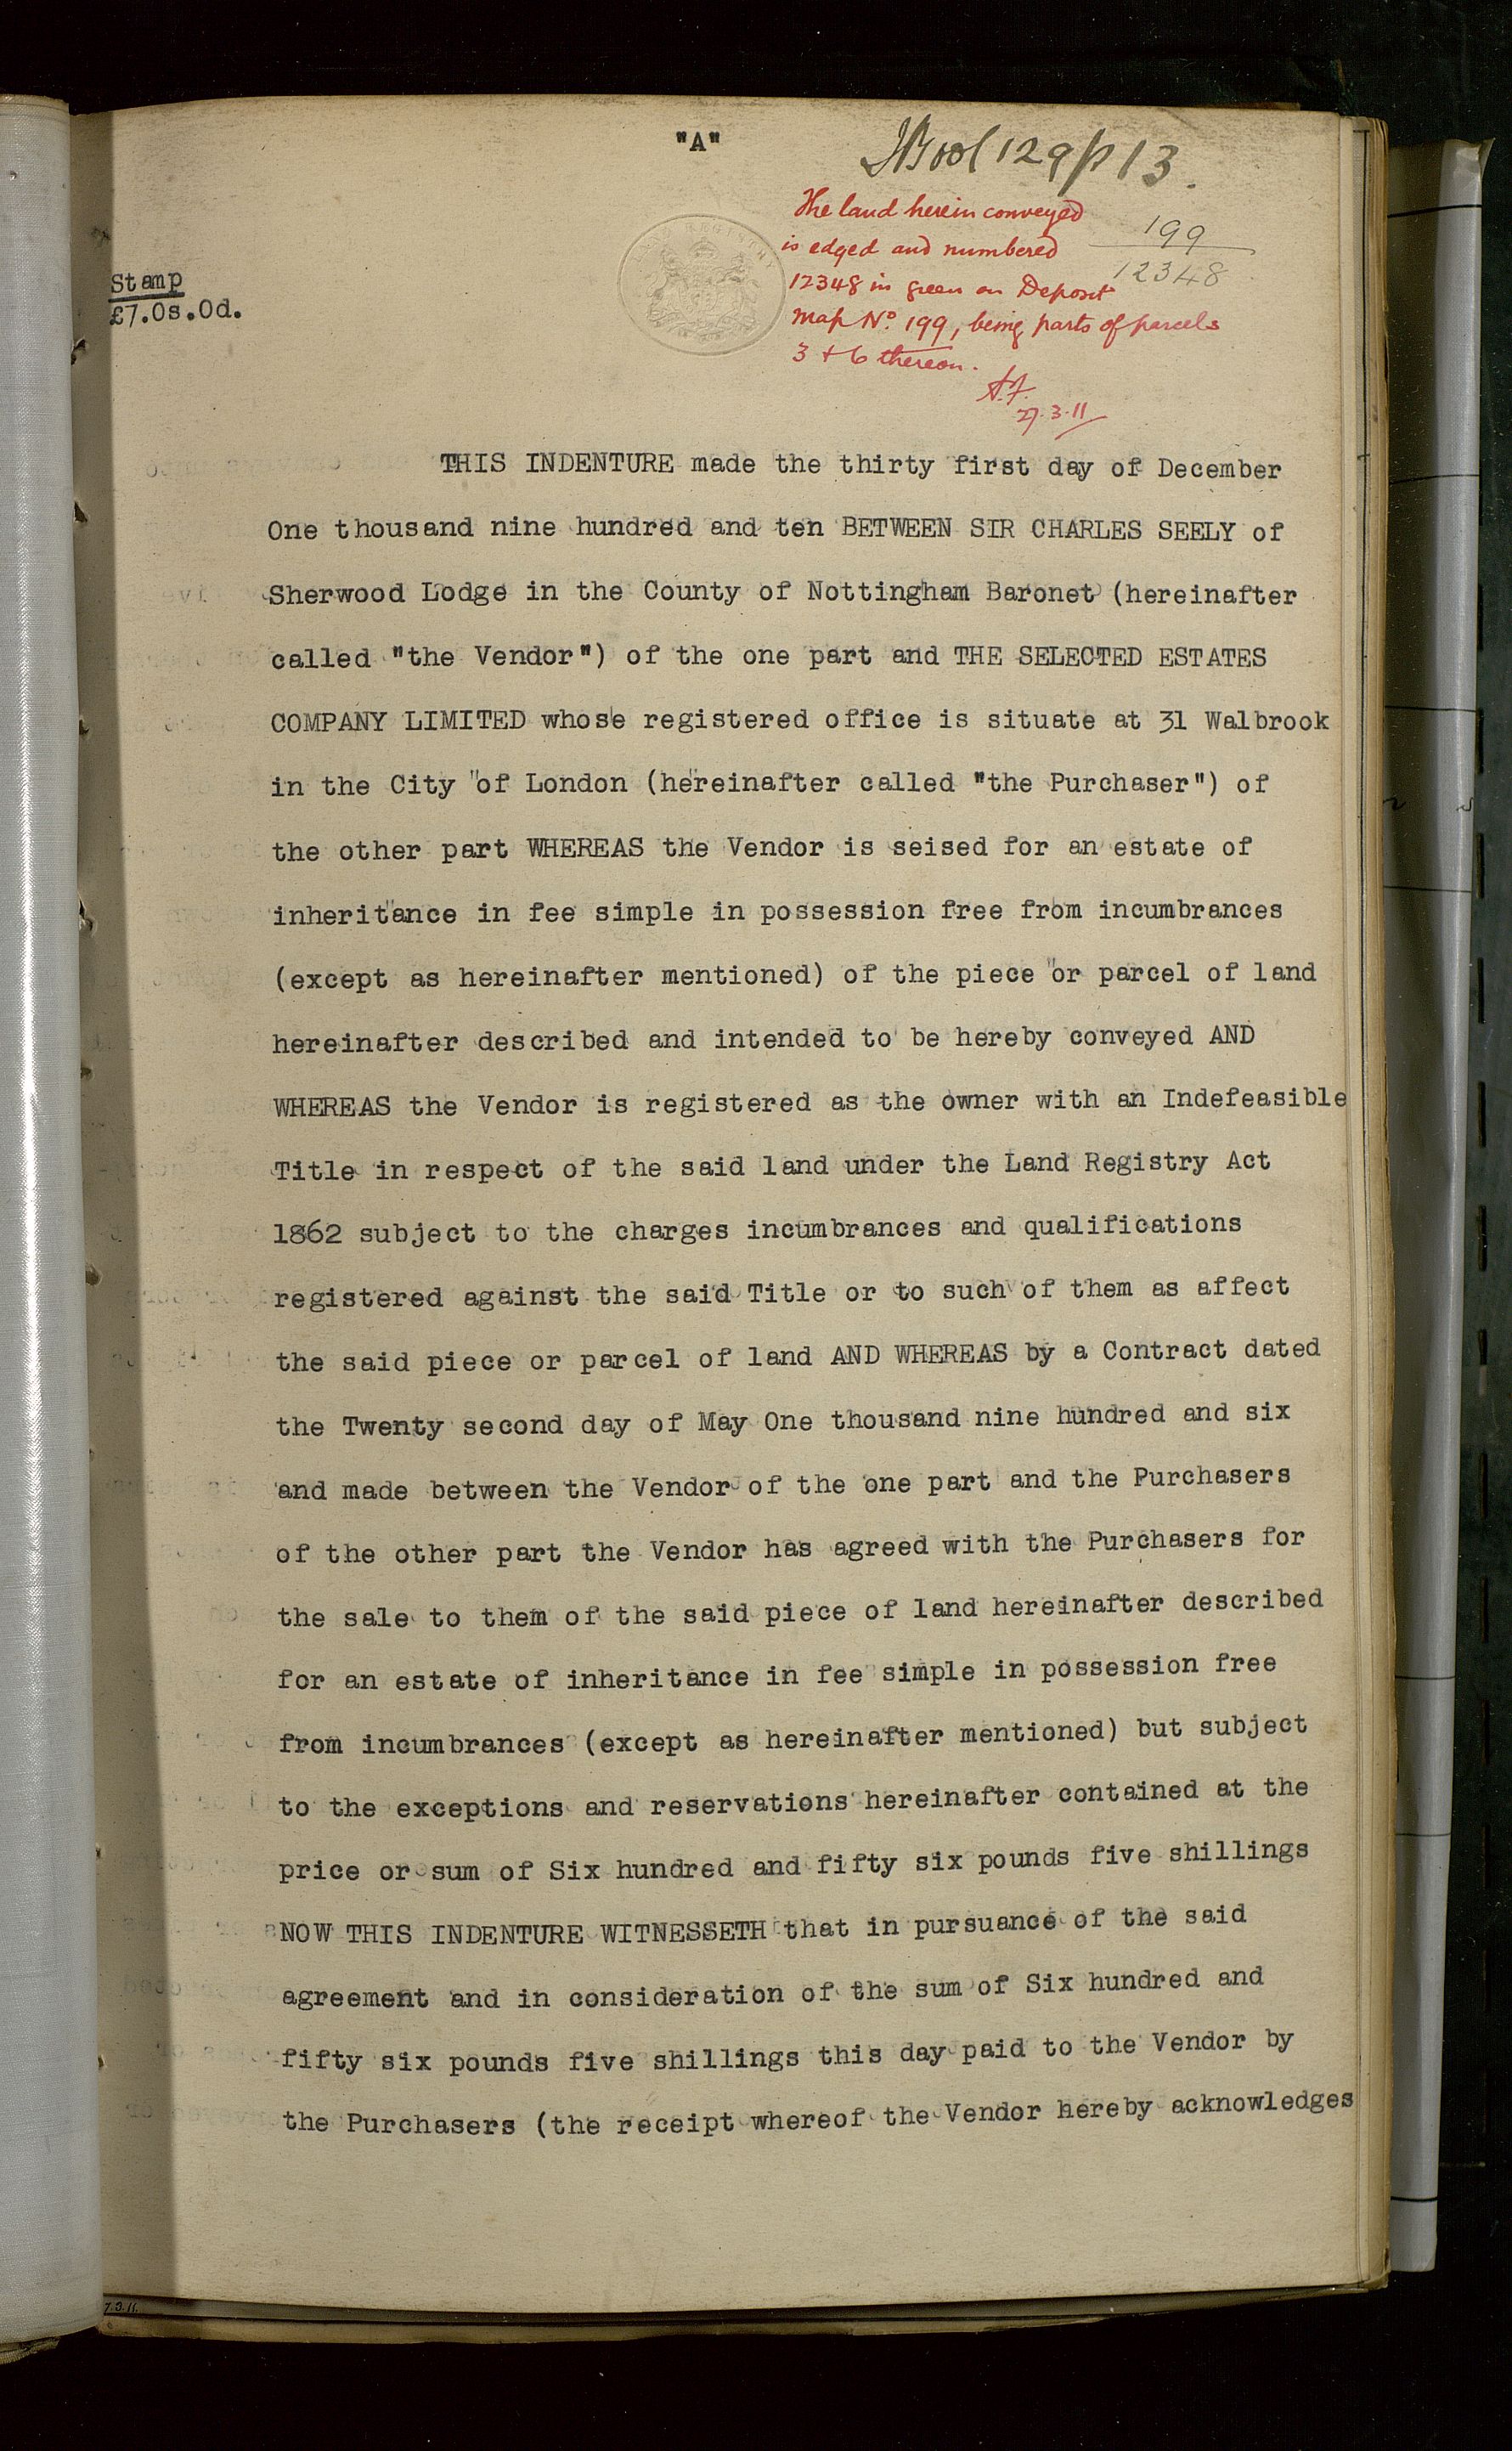 "A"
129 p 13.
The land herein conveyed
is edged and numbered
12348 in green on Deposit
Map No. 199, being parts of parcels
3 + 6 thereon.
27.3.11
199
12348
Stamp
£7.0s.0d.
THIS INDENTURE made the thirty first day of December
One thousand nine hundred and ten BETWEEN SIR CHARLES SEELY of
Sherwood Lodge in the County of Nottingham Baronet (hereinafter
called "the Vendor") of the one part and THE SELECTED ESTATES
COMPANY LIMITED whose registered office is situate at 31 Walbrook
in the City of London (hereinafter called "the Purchaser") of
the other part WHEREAS the Vendor is seised for an estate of
inheritance in fee simple in possession free from incumbrances
(except as hereinafter mentioned) of the piece or parcel of land
hereinafter described and intended to be hereby conveyed AND
WHEREAS the Vendor is registered as the owner with an Indefeasible
Title in respect of the said land under the Land Registry Act
1862 subject to the charges incumbrances and qualifications
registered against the said Title or to such of them as affect
the said piece or parcel of land AND WHEREAS by a Contract dated
the Twenty second day of May One thousand nine hundred and six
and made between the Vendor of the one part and the Purchasers
of the other part the Vendor has agreed with the Purchasers for
the sale to them of the said piece of land hereinafter described
for an estate of inheritance in fee simple in possession free
from incumbrances (except as hereinafter mentioned) but subject
to the exceptions and reservations hereinafter contained at the
price or sum of Six hundred and fifty six pounds five shillings
NOW THIS INDENTURE WITNESSETH that in pursuance of the said
agreement and in consideration of the sum of Six hundred and
fifty six pounds five shillings this day paid to the Vendor by
the Purchasers (the receipt whereof the Vendor hereby acknowledges